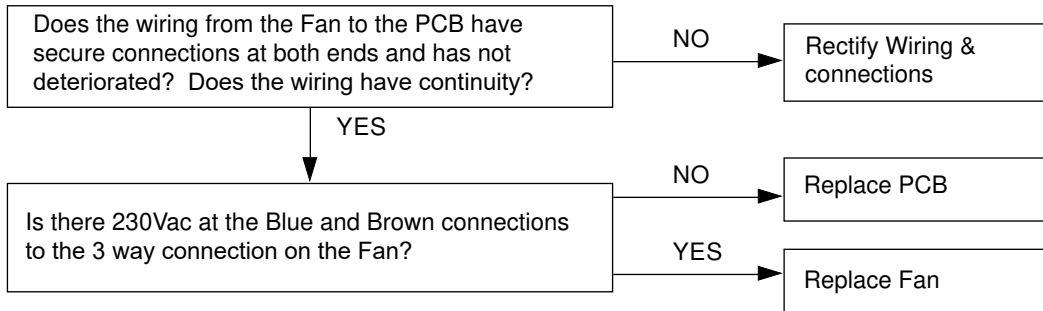 Does the wiring from the Fan to the PCB have
secure connections at both ends and has not
deteriorated?  Does the wiring have continuity?
NO
Rectify Wiring &
connections
YES
Is there 230Vac at the Blue and Brown connections
to the 3 way connection on the Fan?
NO
Replace PCB
YES
Replace Fan